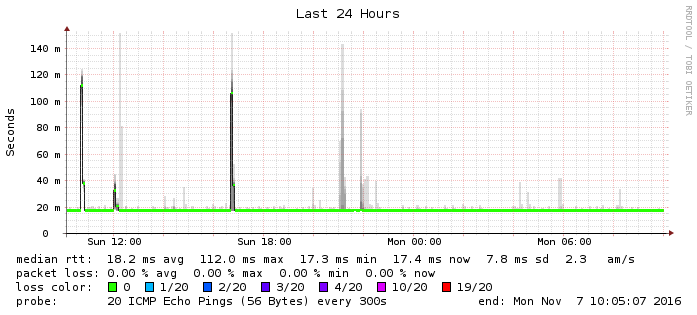 Last 24 Hours
RRDTOOL / TOBI OETIKER
Seconds
140 m
120 m
100 m
80 m
60 m
40 m
20 m
0
Sun 12:00 Sun 18:00 Mon 00:00 Mon 06:00
median rtt: 18.2 ms avg 112.0 ms max 17.3 ms min 17.4 ms now 7.8 ms sd 2.3 am/s
packet loss: 0.00 % avg 0.00 % max 0.00 % min 0.00 % now
loss color: 0 1/20 2/20 3/20 4/20 10/20 19/20
probe: 20 ICMP Echo Pings (56 Bytes) every 300s end: Mon Nov 7 10:05:07 2016